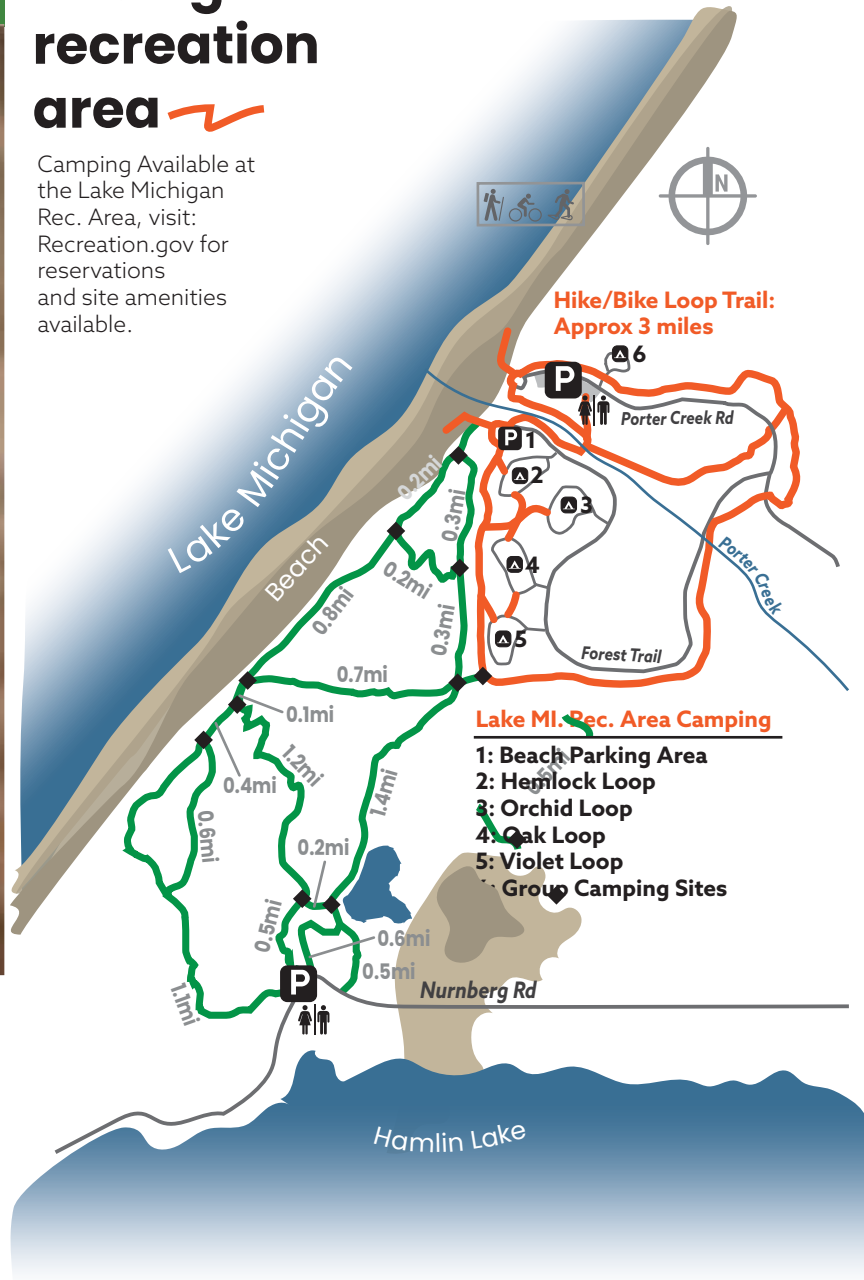 recreation
area
Camping Available at
the Lake Michigan
Rec. Area, visit:
Recreation.gov for
reservations
and site amenities
available.
N
Hike/Bike Loop Trail:
Approx 3 miles
6
P
Porter Creek Rd
Lake Michigan
P 1
2
3
4
5
0.2mi
0.3mi
Beach
0.2mi
Porter Creek
0.8mi
0.3mi
Forest Trail
0.7mi
0.1mi
Lake MI. Rec. Area Camping
1: Beach Parking Area
2: Hemlock Loop
3: Orchid Loop
4: Oak Loop
5: Violet Loop
Group Camping Sites
0.5mi
1.2mi
0.4mi
1.4mi
0.6mi
0.2mi
0.5mi
0.6mi
0.5mi
P
Nurnberg Rd
1.1mi
Hamlin Lake